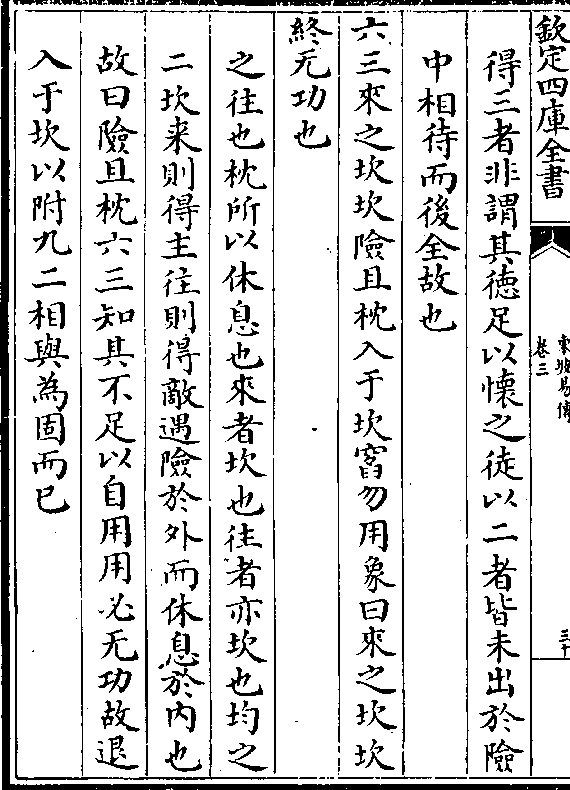 欽定四庫全書
東坡易傳
卷三
三十
得三者非謂其徳足以懐之徒以二者皆未出於險
中相待而後全故也
六三來之坎坎險且枕入于坎窞勿用象曰來之坎坎
終无功也
之往也枕所以休息也來者坎也往者亦坎也均之
二坎来則得主往則得敵遇險於外而休息於内也
故曰險且枕六三知其不足以自用用必无功故退
入于坎以附九二相與為固而已